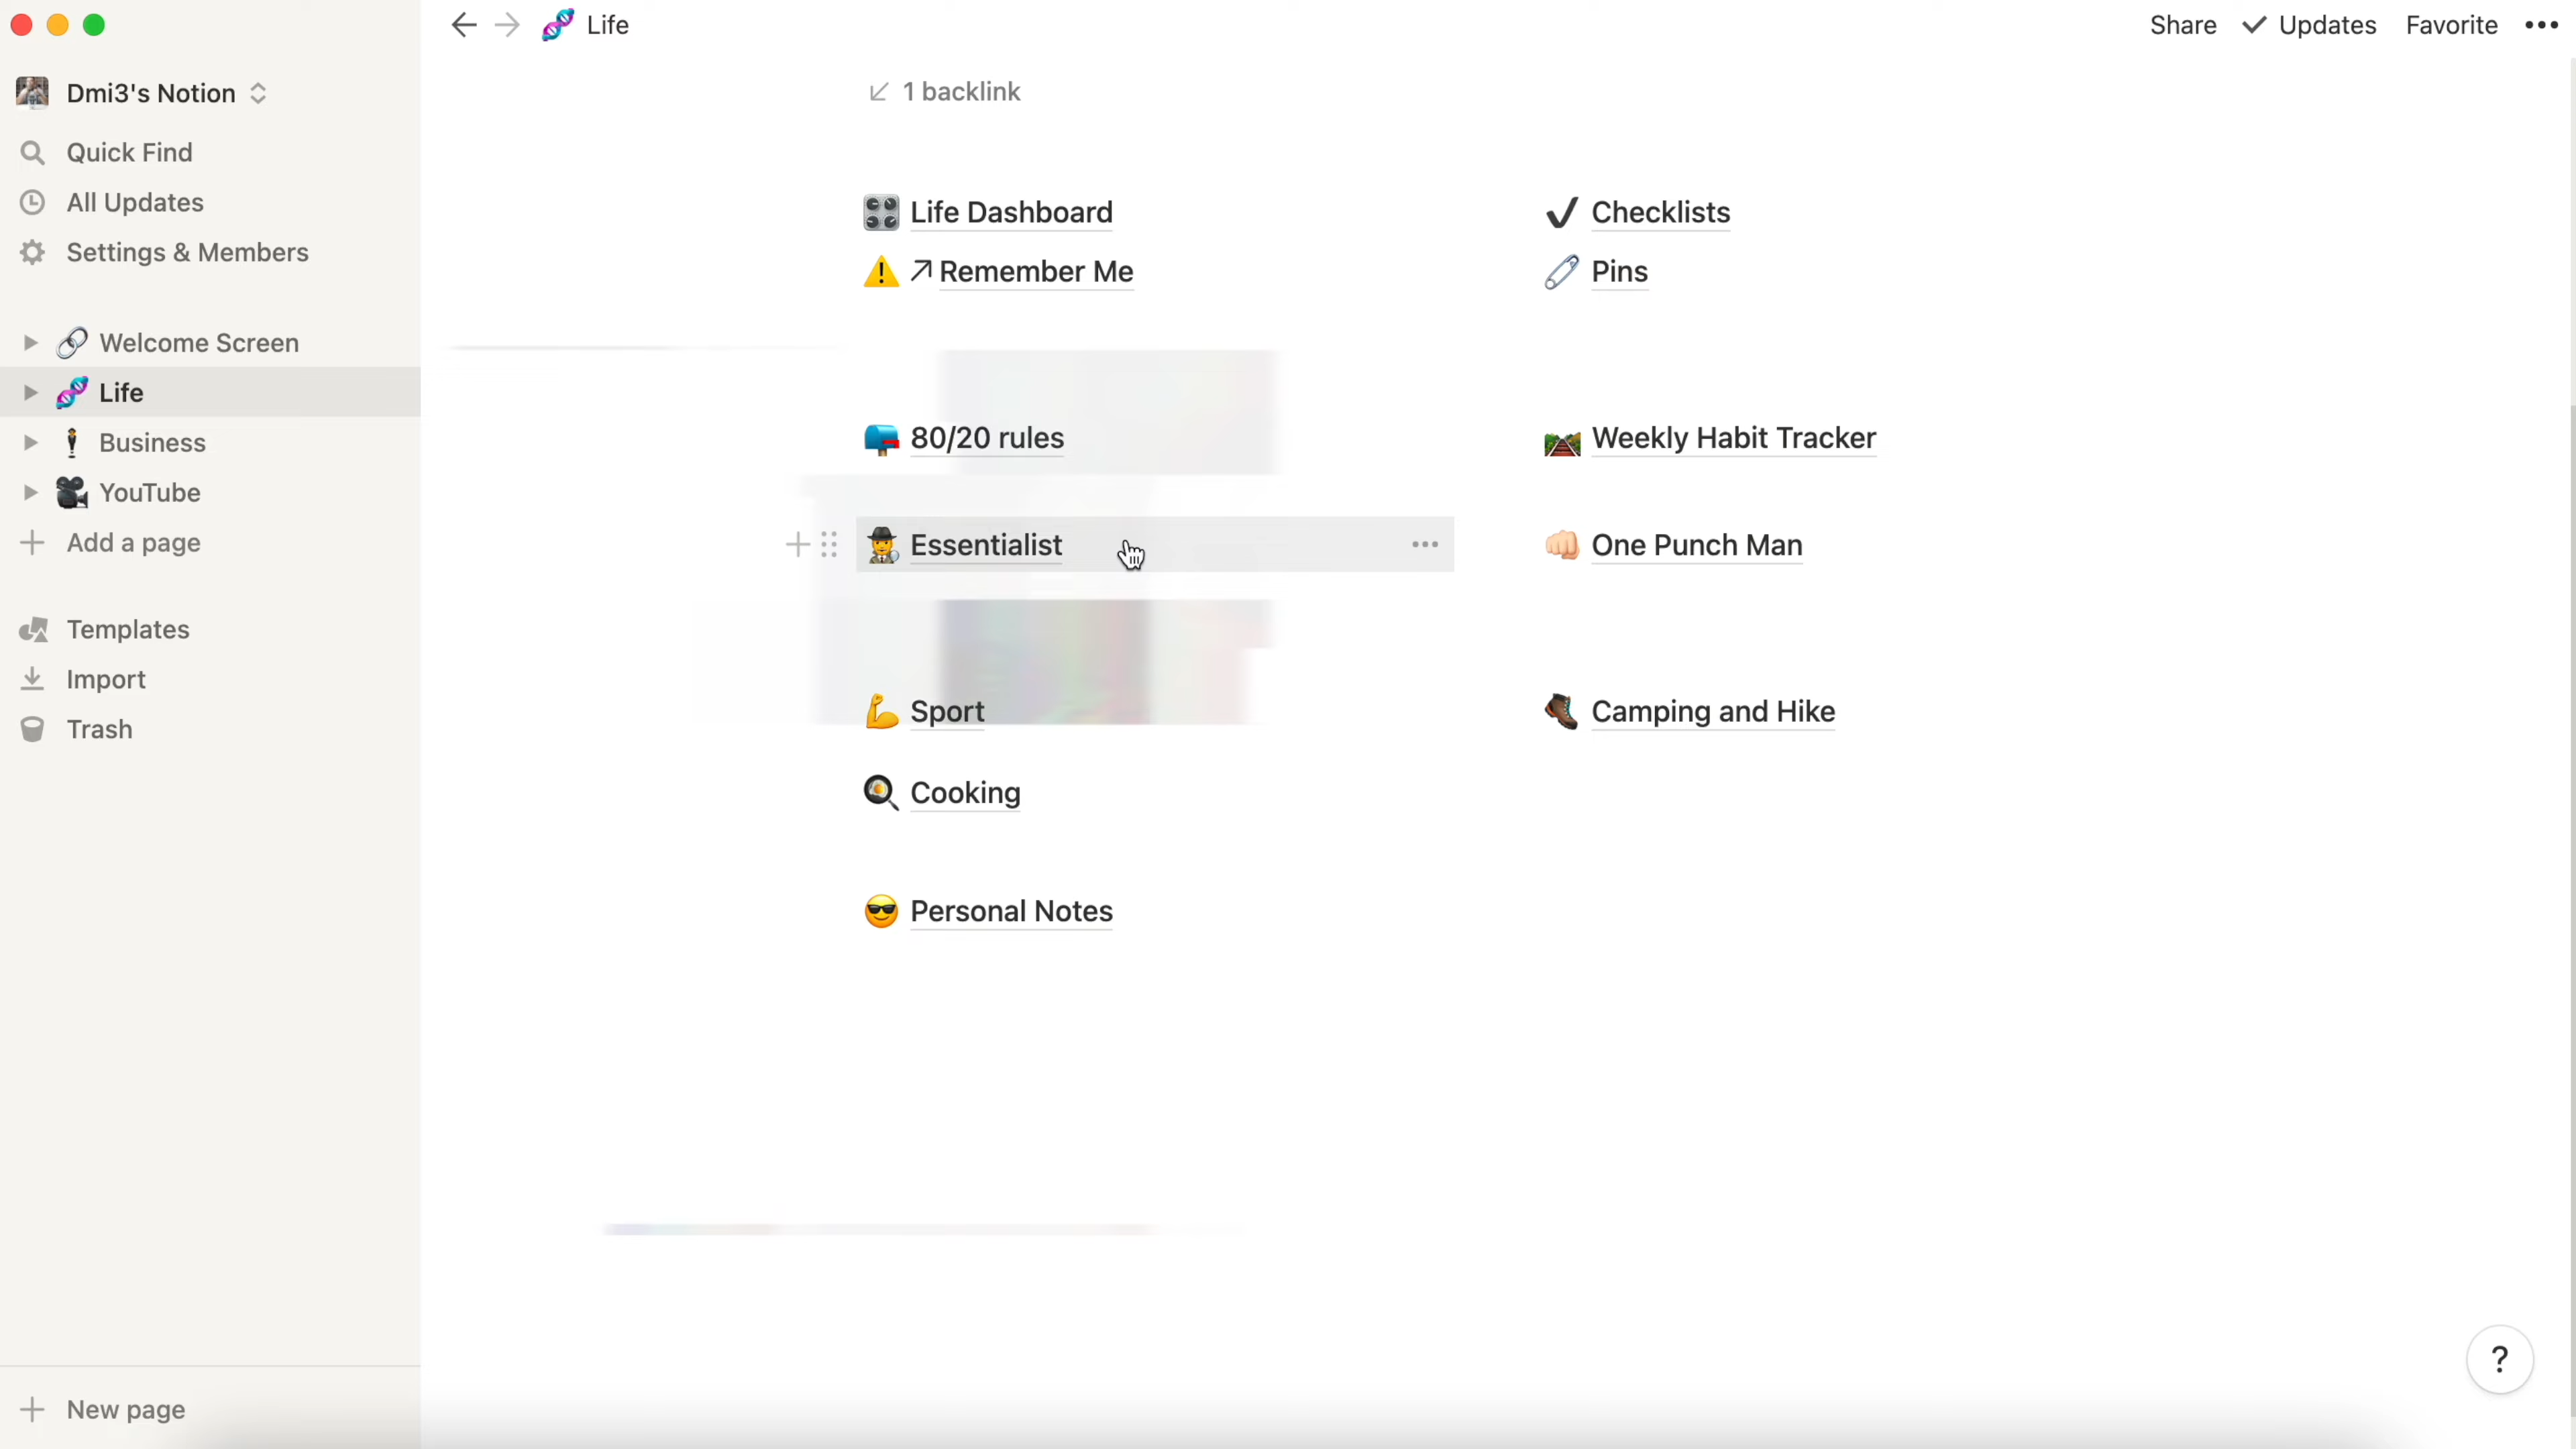 Life
Share
Updates
Favorite
Dmi3's Notion
Quick Find
All Updates
Settings & Members
Welcome Screen
Life
Business
YouTube
Add a page
Templates
Import
Trash
New page
1 backlink
Life Dashboard
Remember Me
Checklists
Pins
80/20 rules
Weekly Habit Tracker
Essentialist
One Punch Man
Sport
Camping and Hike
Cooking
Personal Notes
?